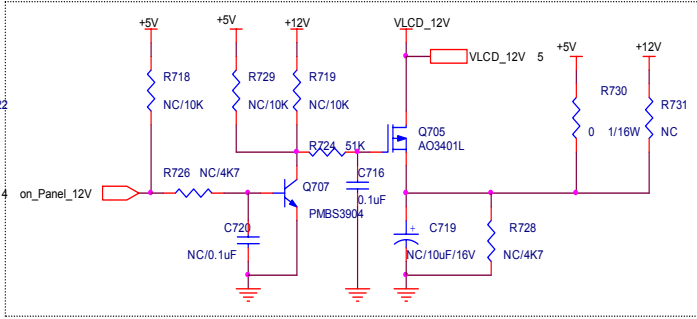 +5V +5V +12V VLCD_12V
VLCD_12V 5
+5V +12V
R718
NC/10K
R729
NC/10K
R719
NC/10K
R730
0 1/16W
R731
NC
22
Q705
AO3401L
R724 51K
C716
0.1uF
4 on_Panel_12V
R726 NC/4K7
Q707
PMBS3904
C720
NC/0.1uF
+
C719
NC/10uF/16V
R728
NC/4K7